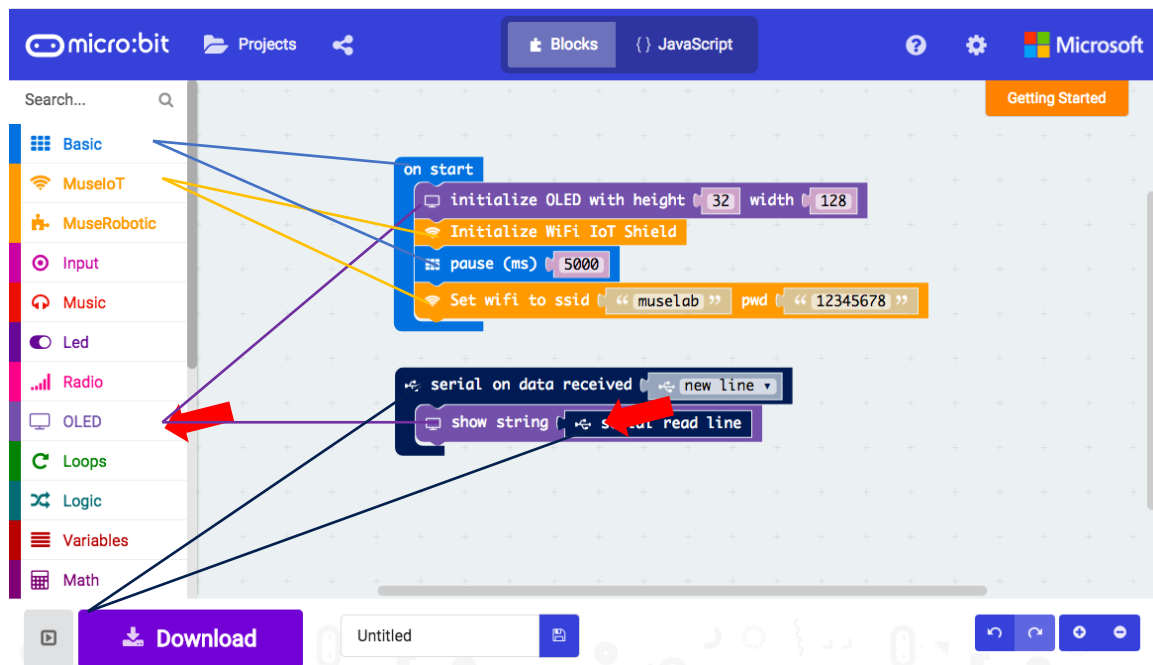 micro:bit Projects Blocks {} JavaScript ? Microsoft
Search... Getting Started
Basic
MuseIoT
MuseRobotic
Input
Music
Led
Radio
OLED
Loops
Logic
Variables
Math
on start
initialize OLED with height 32 width 128
Initialize WiFi IoT Shield
pause (ms) 5000
Set wifi to ssid “ muselab ” pwd “ 12345678 ”
serial on data received new line
show string serial read line
Download Untitled